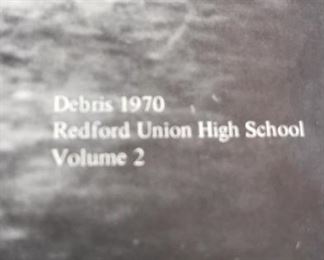 Debris 1970
Redford Union High School
Volume 2